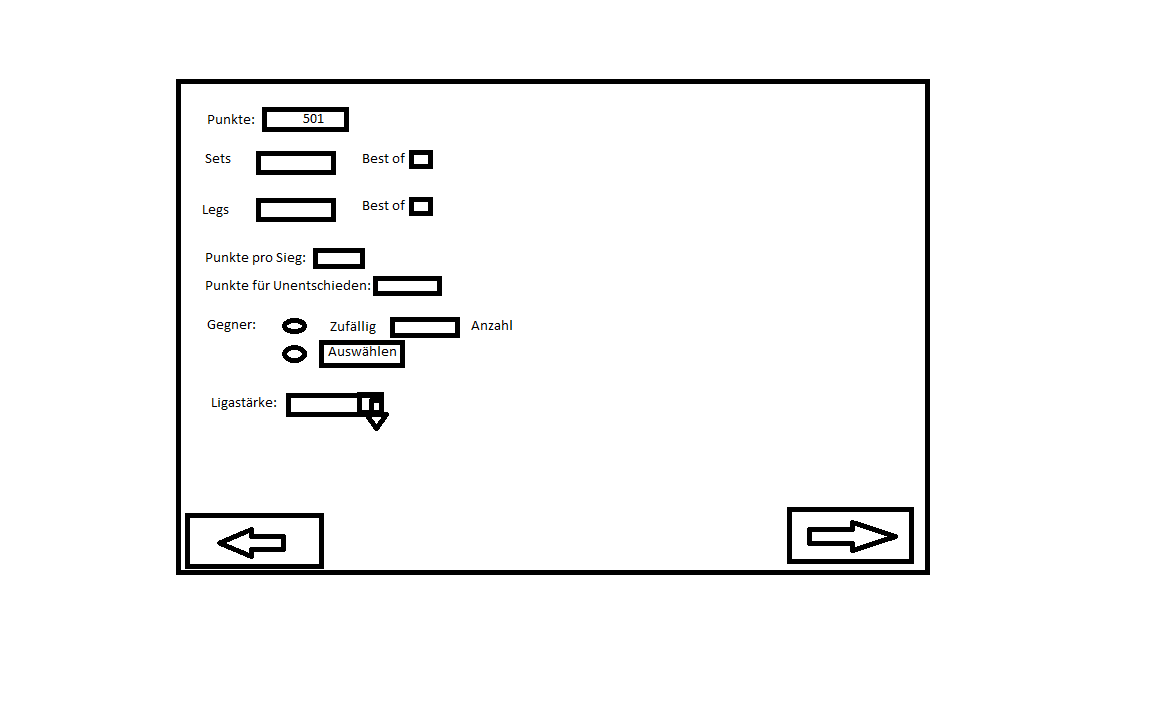 Punkte: 501
Sets Best of
Legs Best of
Punkte pro Sieg:
Punkte für Unentschieden:
Gegner: Zufällig Anzahl
Auswählen
Ligastärke: